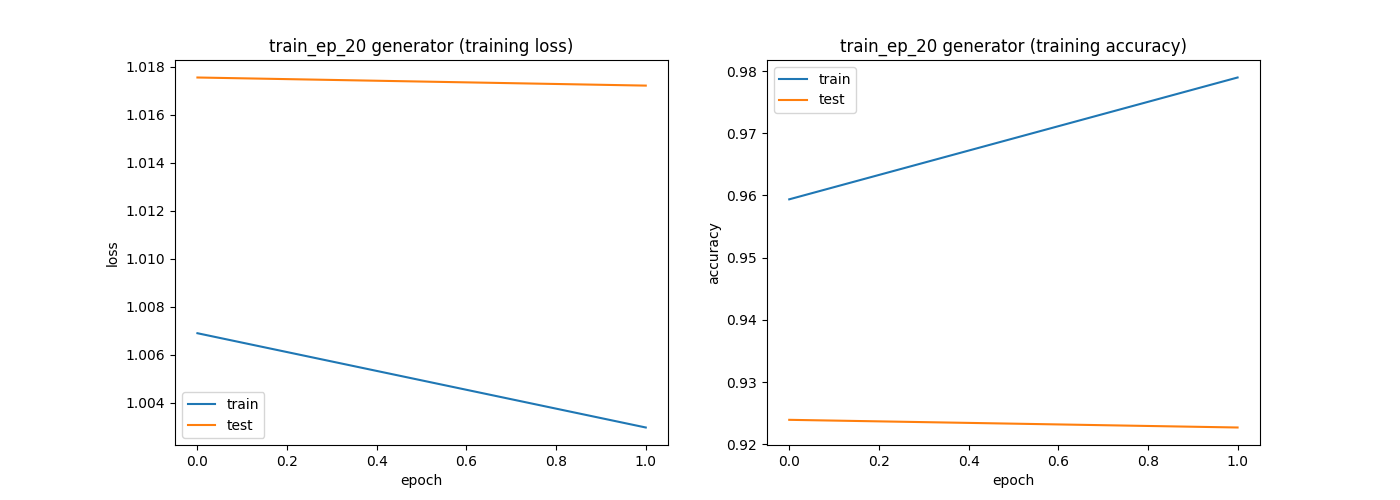 train_ep_20 generator (training loss)
1.018
1.016
1.014
1.012
1.010
1.008
1.006
1.004
loss
train
test
0.0 0.2 0.4 0.6 0.8 1.0
epoch
train_ep_20 generator (training accuracy)
train
test
0.98
0.97
0.96
0.95
0.94
0.93
0.92
accuracy
0.0 0.2 0.4 0.6 0.8 1.0
epoch